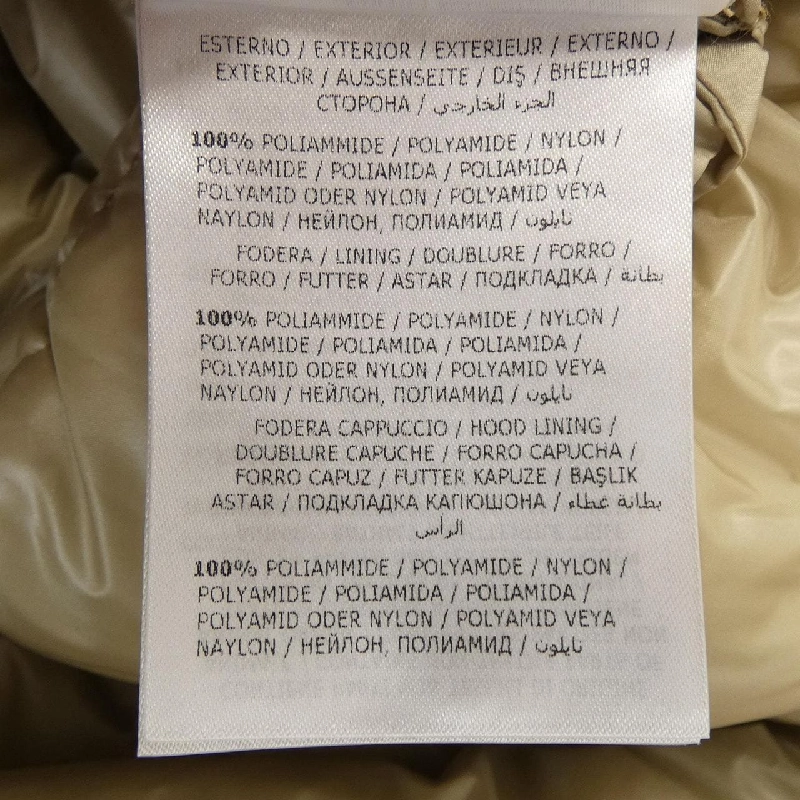 ESTERNO / EXTERIOR / EXTERIEUR / EXTERNO /
EXTERIOR / AUSSENSEITE / DIŞ / ВНЕШНЯЯ
СТОРОНА / الجزء الخارجي
100% POLIAMMIDE / POLYAMIDE / NYLON /
POLYAMIDE / POLIAMIDA / POLIAMIDA /
POLYAMID ODER NYLON / POLYAMID VEYA
NAYLON / НЕЙЛОН, ПОЛИАМИД / نايلون
FODERA / LINING / DOUBLURE / FORRO /
FORRO / FUTTER / ASTAR / ПОДКЛАДКА / بطانة
100% POLIAMMIDE / POLYAMIDE / NYLON /
POLYAMIDE / POLIAMIDA / POLIAMIDA /
POLYAMID ODER NYLON / POLYAMID VEYA
NAYLON / НЕЙЛОН, ПОЛИАМИД / نايلون
FODERA CAPPUCCIO / HOOD LINING /
DOUBLURE CAPUCHE / FORRO CAPUCHA /
FORRO CAPUZ / FUTTER KAPUZE / BAŞLIK
ASTAR / ПОДКЛАДКА КАПЮШОНА / بطانة غطاء
الرأس
100% POLIAMMIDE / POLYAMIDE / NYLON /
POLYAMIDE / POLIAMIDA / POLIAMIDA /
POLYAMID ODER NYLON / POLYAMID VEYA
NAYLON / НЕЙЛОН, ПОЛИАМИД / نايلون